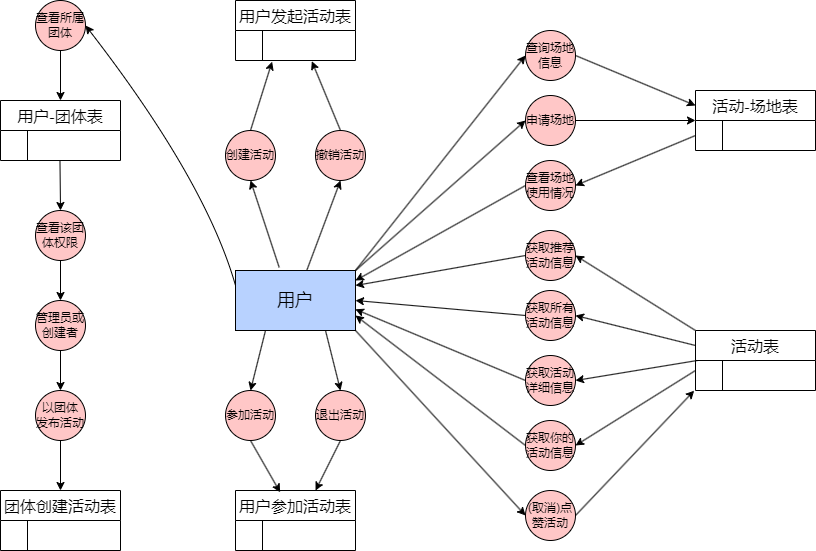 查看所属
团体
用户-团体表
查看该团
体权限
管理员或
创建者
以团体
发布活动
团体创建活动表
用户发起活动表
创建活动
撤销活动
用户
参加活动
退出活动
用户参加活动表
查询场地
信息
申请场地
查看场地
使用情况
活动-场地表
获取推荐
活动信息
获取所有
活动信息
获取活动
详细信息
获取你的
活动信息
(取消)点
赞活动
活动表